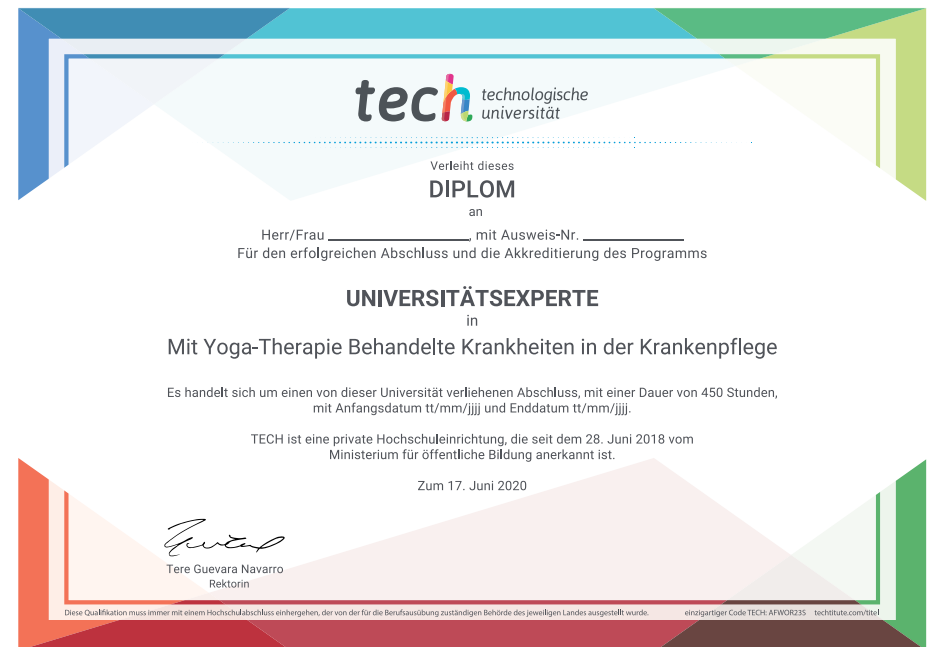 tech technologische
universität
Verleiht dieses
DIPLOM
an
Herr/Frau ____________, mit Ausweis-Nr. ____________
Für den erfolgreichen Abschluss und die Akkreditierung des Programms
UNIVERSITÄTSEXPERTE
in
Mit Yoga-Therapie Behandelte Krankheiten in der Krankenpflege
Es handelt sich um einen von dieser Universität verliehenen Abschluss, mit einer Dauer von 450 Stunden,
mit Anfangsdatum tt/mm/jjjj und Enddatum tt/mm/jjjj.
TECH ist eine private Hochschuleinrichtung, die seit dem 28. Juni 2018 vom
Ministerium für öffentliche Bildung anerkannt ist.
Zum 17. Juni 2020
Tere Guevara Navarro
Rektorin
Diese Qualifikation muss immer mit einem Hochschulabschluss einhergehen, der von der für die Berufsausübung zuständigen Behörde des jeweiligen Landes ausgestellt wurde. einzigartiger Code TECH: AFWOR23S techtitute.com/titel